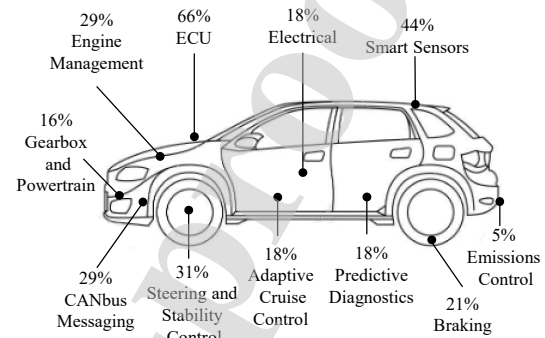 29%
Engine
Management
66%
ECU
18%
Electrical
44%
Smart Sensors
16%
Gearbox
and
Powertrain
29%
CANbus
Messaging
31%
Steering and
Stability
Control
18%
Adaptive
Cruise
Control
18%
Predictive
Diagnostics
21%
Braking
5%
Emissions
Control